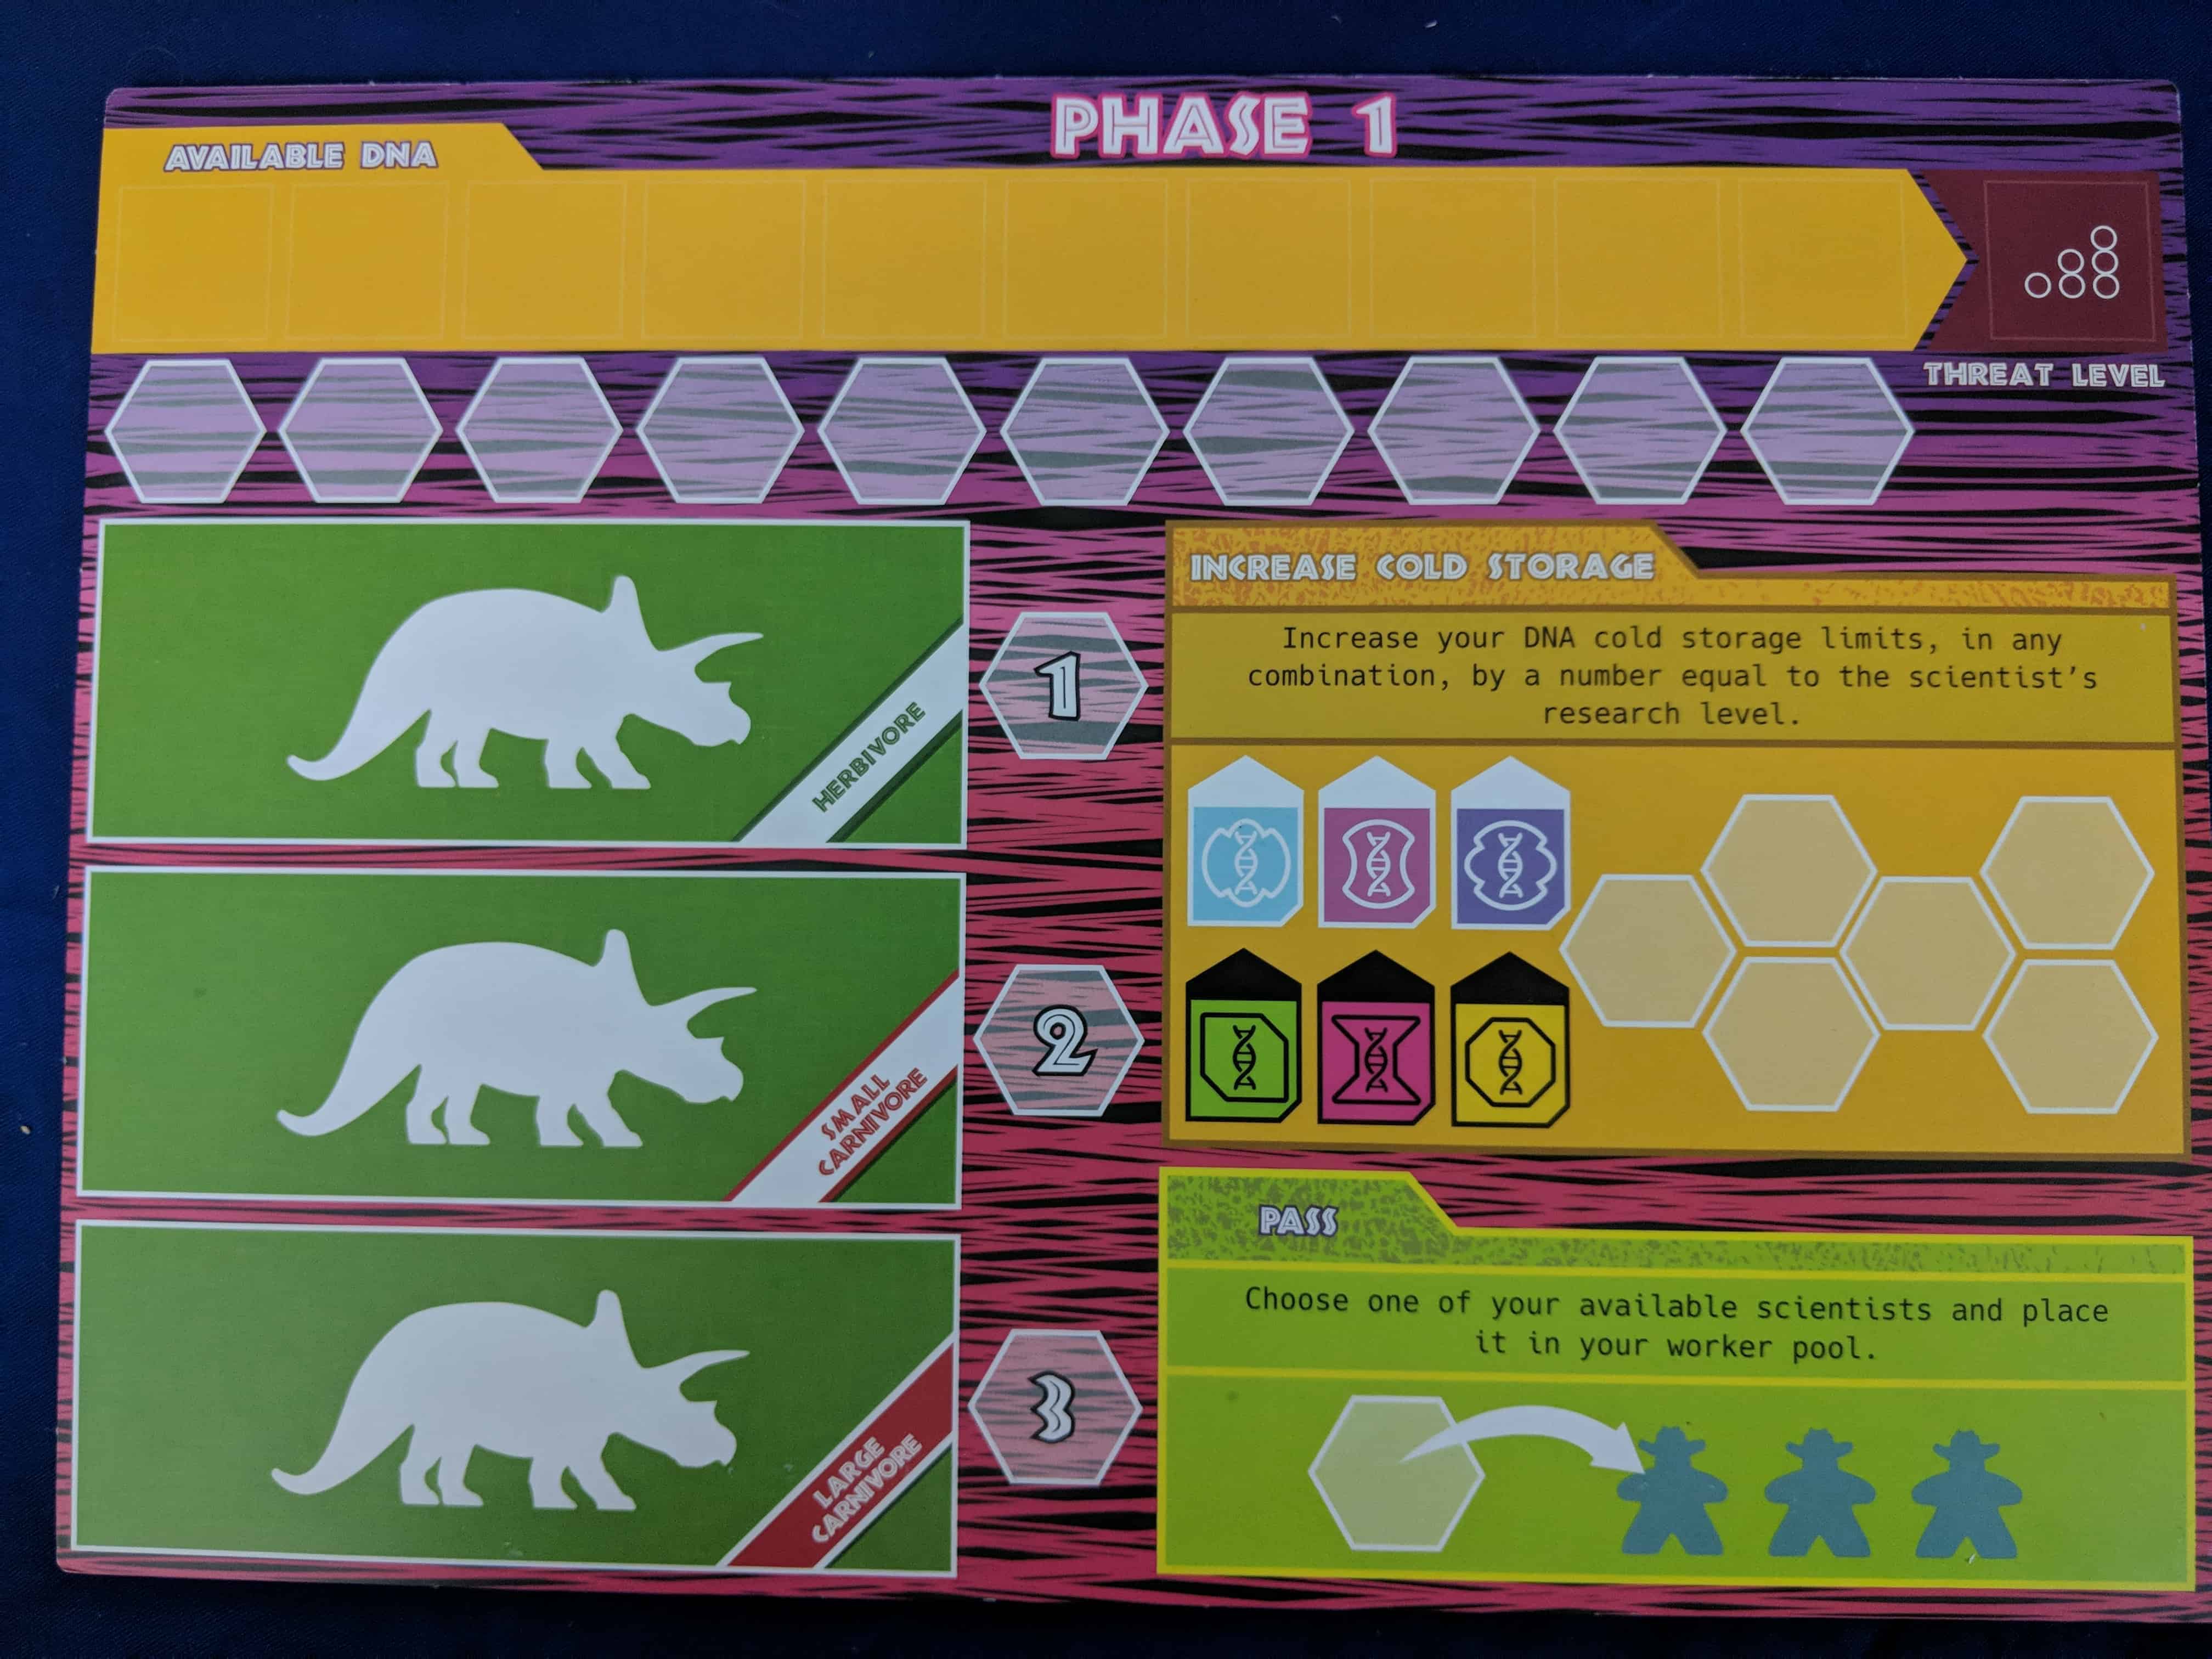 PHASE 1
AVAILABLE DNA
THREAT LEVEL
HERBIVORE
1
SMALL
CARNIVORE
2
LARGE
CARNIVORE
3
INCREASE COLD STORAGE
Increase your DNA cold storage limits, in any
combination, by a number equal to the scientist's
research level.
PASS
Choose one of your available scientists and place
it in your worker pool.